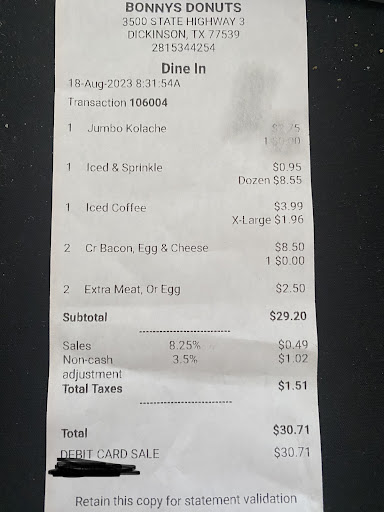 BONNYS DONUTS
3500 STATE HIGHWAY 3
DICKINSON, TX 77539
2815344254
Dine In
18-Aug-2023 8:31:54A
Transaction 106004
1 Jumbo Kolache
1 Iced & Sprinkle $0.95
Dozen $8.55
1 Iced Coffee $3.99
X-Large $1.96
2 Cr Bacon, Egg & Cheese $8.50
1 $0.00
2 Extra Meat, Or Egg $2.50
Subtotal $29.20
Sales 8.25% $0.49
Non-cash 3.5% $1.02
adjustment
Total Taxes $1.51
Total $30.71
DEBIT CARD SALE $30.71
Retain this copy for statement validation